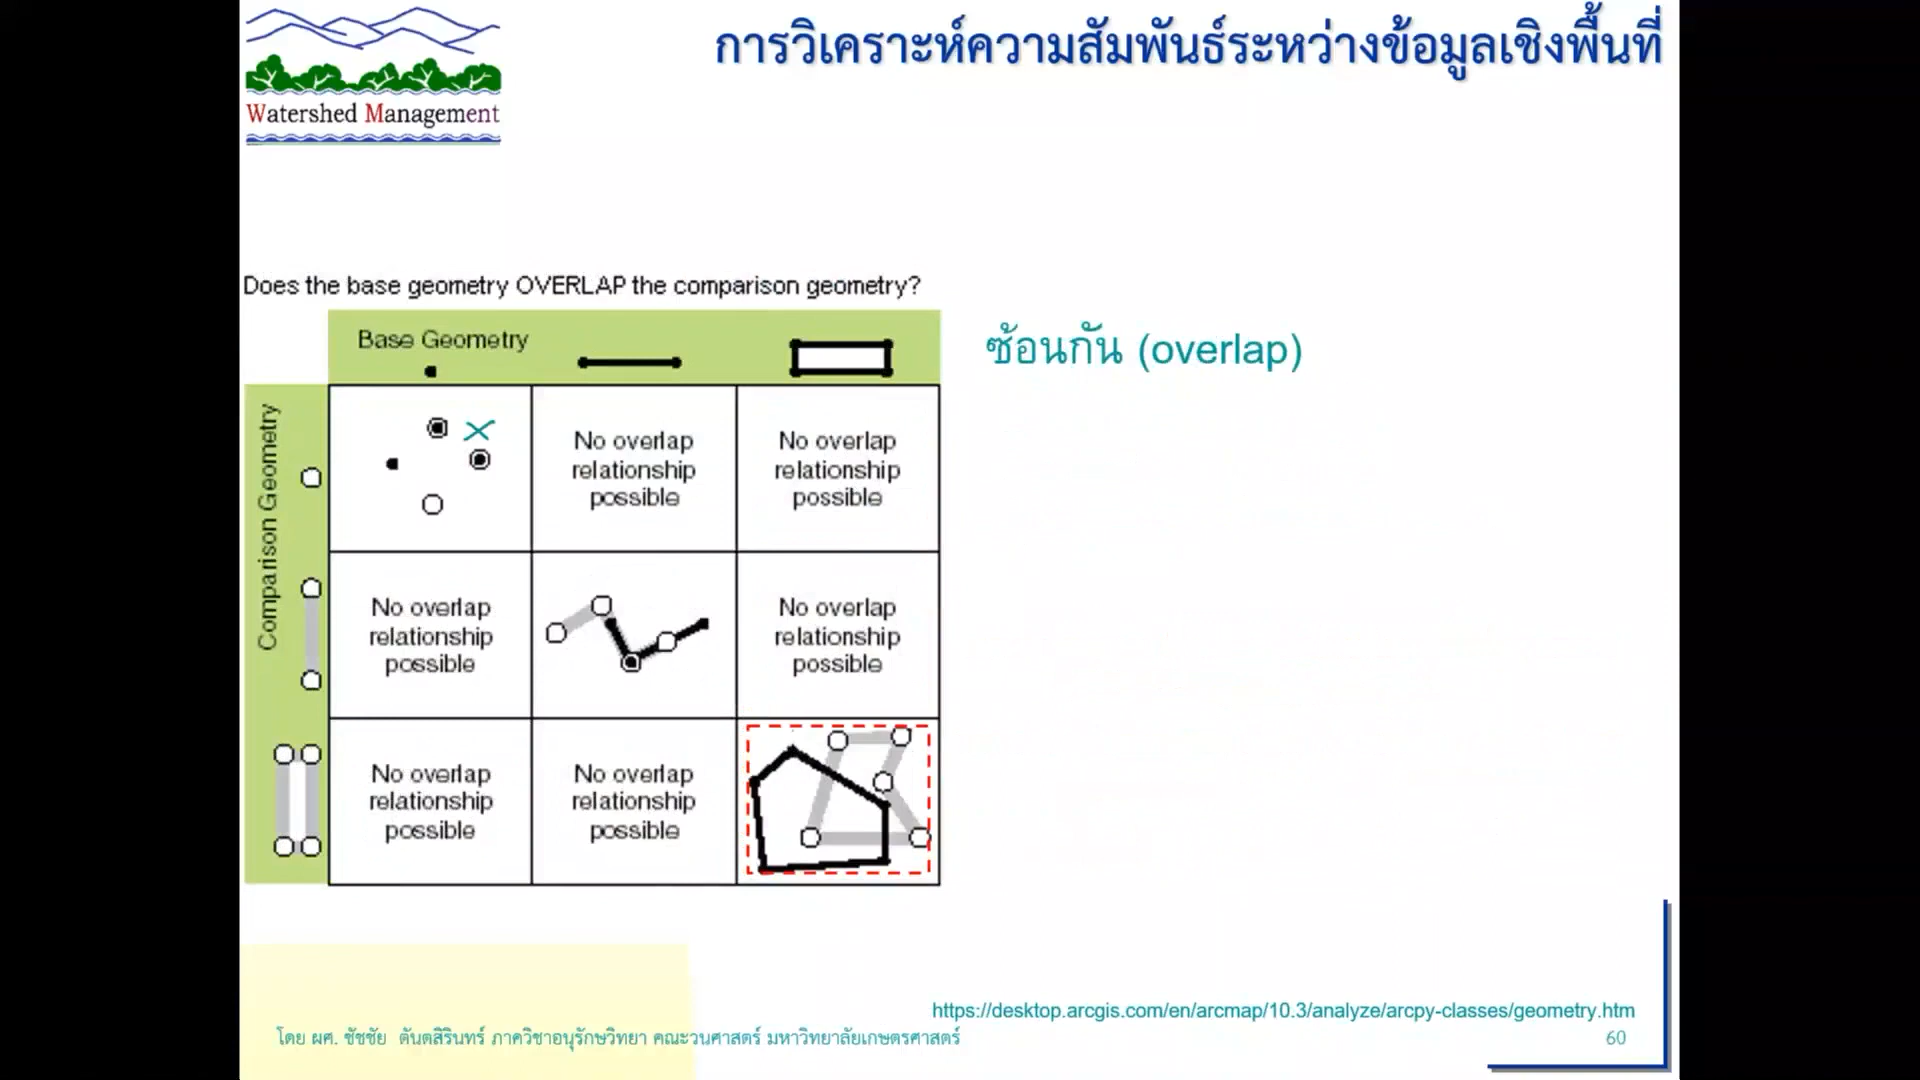 การวิเคราะห์ความสัมพันธ์ระหว่างข้อมูลเชิงพื้นที่
Watershed Management
Does the base geometry OVERLAP the comparison geometry?
Base Geometry
ซ้อนกัน (overlap)
Comparison Geometry
No overlap
relationship
possible
No overlap
relationship
possible
No overlap
relationship
possible
No overlap
relationship
possible
No overlap
relationship
possible
No overlap
relationship
possible
https://desktop.arcgis.com/en/arcmap/10.3/analyze/arcpy-classes/geometry.htm
โดย ผศ. ชัชชัย ตันตสิรินทร์ ภาควิชาอนุรักษวิทยา คณะวนศาสตร์ มหาวิทยาลัยเกษตรศาสตร์
60